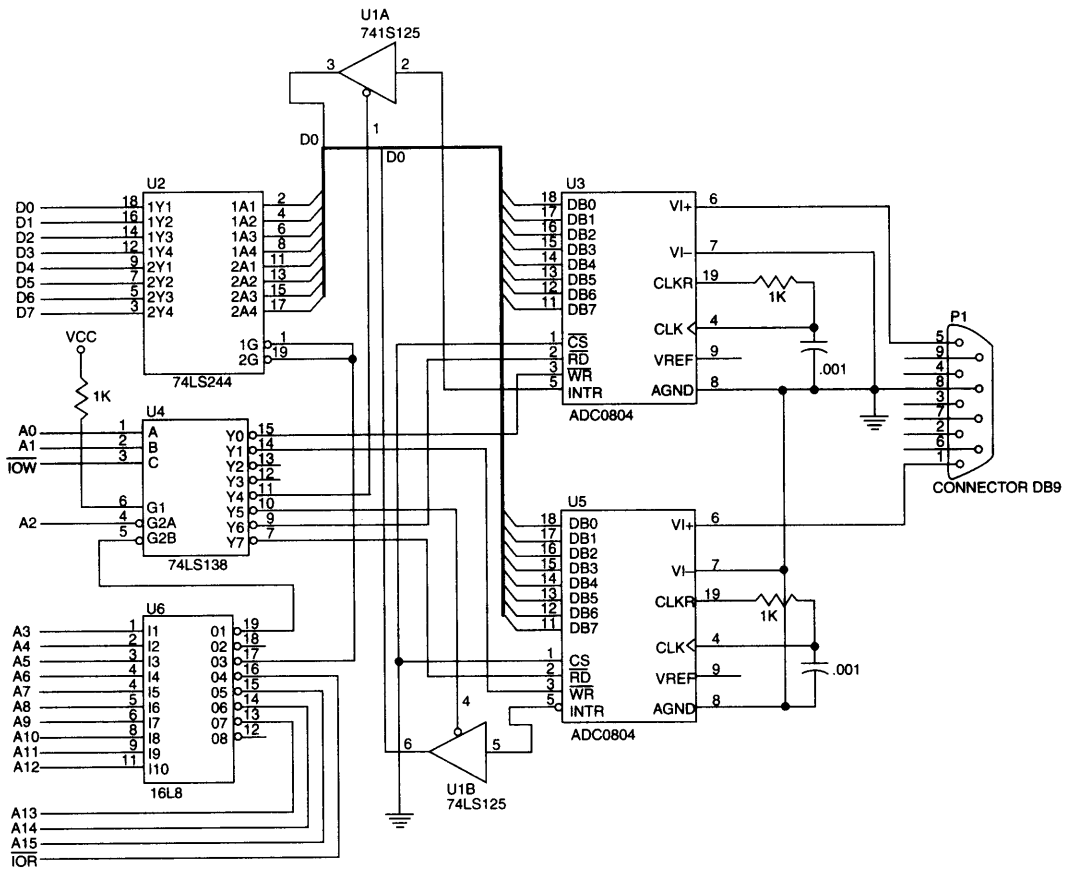 U1A
741S125
3
2
1
D0
D0
U2
D0 18 1Y1 1A1 2
D1 16 1Y2 1A2 4
D2 14 1Y3 1A3 6
D3 12 1Y4 1A4 8
D4 9 2Y1 2A1 11
D5 7 2Y2 2A2 13
D6 5 2Y3 2A3 15
D7 3 2Y4 2A4 17
1G 1
2G 19
74LS244
VCC
1K
U3
18 DB0 VI+ 6
17 DB1
16 DB2
15 DB3 VI– 7
14 DB4
13 DB5 CLKR 19
12 DB6
11 DB7
1K
CLK 4
1 CS
2 RD VREF 9
3 WR
5 INTR AGND 8
ADC0804
.001
P1
5
9
4
8
3
7
2
6
1
CONNECTOR DB9
U4
A0 1 A Y0 15
A1 2 B Y1 14
IOW 3 C Y2 13
Y3 12
Y4 11
6 G1 Y5 10
A2 4 G2A Y6 9
5 G2B Y7 7
74LS138
U5
18 DB0 VI+ 6
17 DB1
16 DB2
15 DB3 VI– 7
14 DB4
13 DB5 CLKR 19
12 DB6
11 DB7
1K
CLK 4
1 CS
2 RD VREF 9
3 WR
5 INTR AGND 8
ADC0804
.001
U6
A3 1 I1 01 19
A4 2 I2 02 18
A5 3 I3 03 17
A6 4 I4 04 16
A7 4 I5 05 15
A8 5 I6 06 14
A9 6 I7 07 13
A10 8 I8 08 12
A11 9 I9
A12 11 I10
16L8
A13
A14
A15
IOR
4
6
5
U1B
74LS125